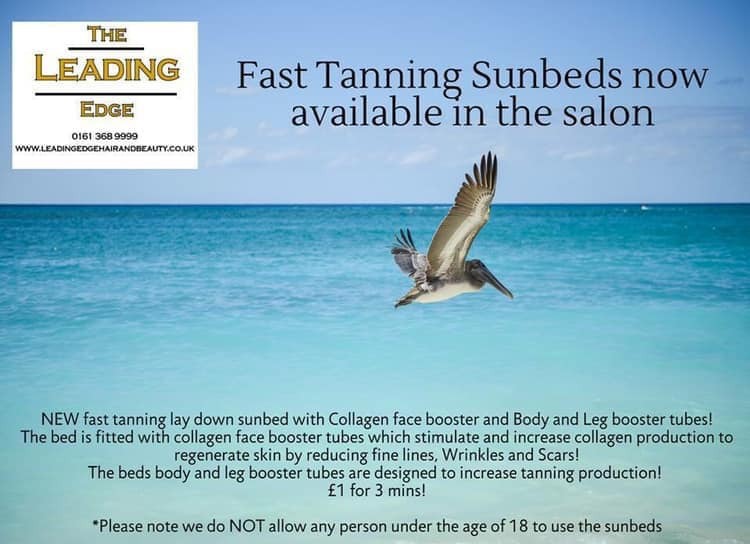 THE
LEADING
EDGE
0161 368 9999
WWW.LEADINGEDGEHAIRANDBEAUTY.CO.UK
Fast Tanning Sunbeds now
available in the salon
NEW fast tanning lay down sunbed with Collagen face booster and Body and Leg booster tubes!
The bed is fitted with collagen face booster tubes which stimulate and increase collagen production to
regenerate skin by reducing fine lines, Wrinkles and Scars!
The beds body and leg booster tubes are designed to increase tanning production!
£1 for 3 mins!
*Please note we do NOT allow any person under the age of 18 to use the sunbeds